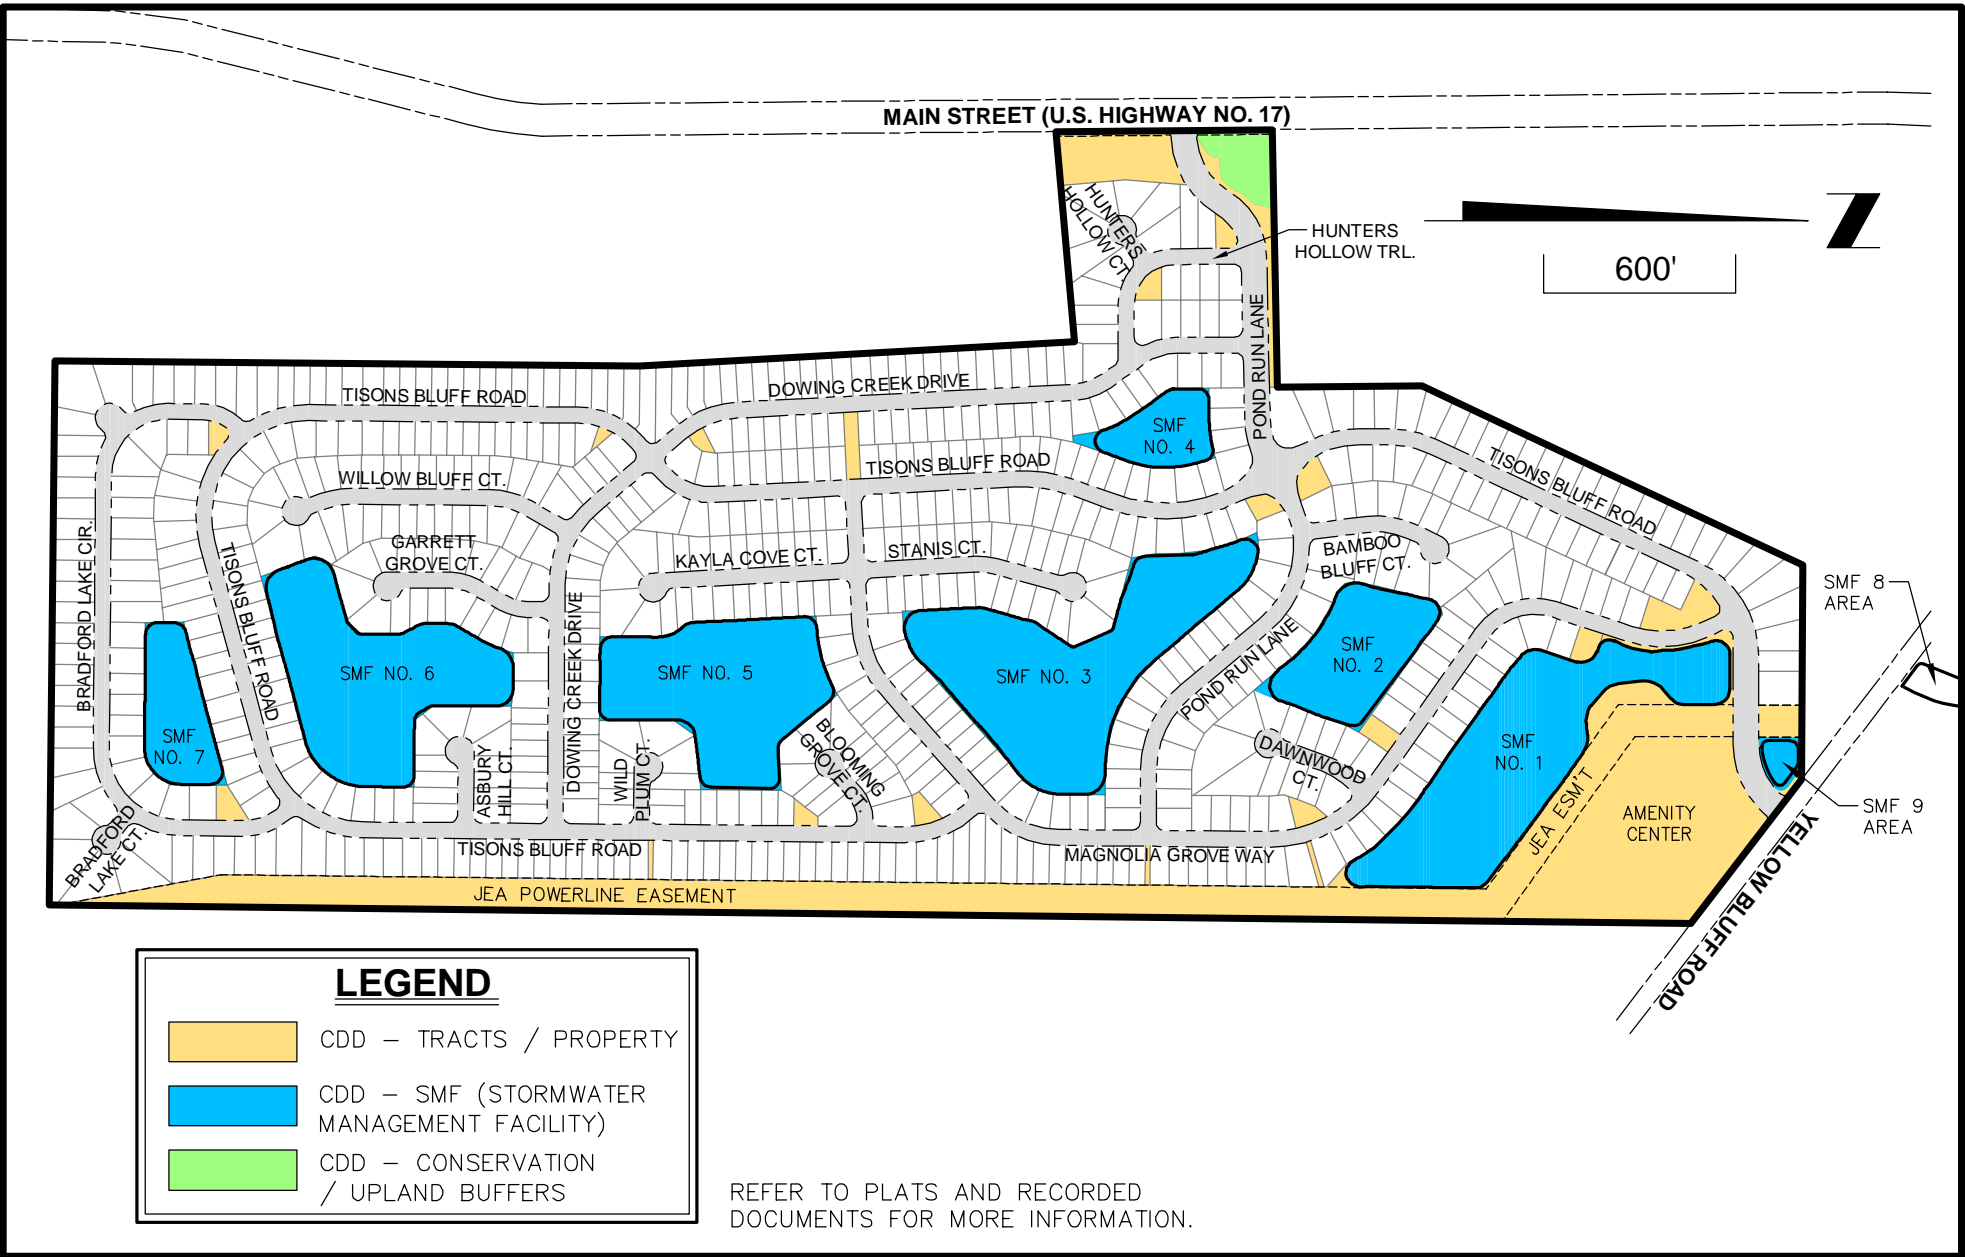 MAIN STREET (U.S. HIGHWAY NO. 17)
HUNTERS
HOLLOW CT.
HUNTERS
HOLLOW TRL.
600'
Z
POND RUN LANE
TISONS BLUFF ROAD
DOWING CREEK DRIVE
SMF
NO. 4
TISONS BLUFF ROAD
TISONS BLUFF ROAD
WILLOW BLUFF CT.
GARRETT
GROVE CT.
KAYLA COVE CT.
STANIS CT.
BAMBOO
BLUFF CT.
BRADFORD LAKE CIR.
TISONS BLUFF ROAD
DOWING CREEK DRIVE
SMF 8
AREA
SMF NO. 6
SMF NO. 5
SMF NO. 3
SMF
NO. 2
POND RUN LANE
SMF
NO. 7
ASBURY
HILL CT.
WILD
PLUM CT.
BLOOMING
GROVE CT.
DAWNWOOD
CT.
SMF
NO. 1
JEA ESM'T
AMENITY
CENTER
SMF 9
AREA
BRADFORD
LAKE CT.
TISONS BLUFF ROAD
MAGNOLIA GROVE WAY
YELLOW BLUFF ROAD
JEA POWERLINE EASEMENT
LEGEND
CDD – TRACTS / PROPERTY
CDD – SMF (STORMWATER
MANAGEMENT FACILITY)
CDD – CONSERVATION
/ UPLAND BUFFERS
REFER TO PLATS AND RECORDED
DOCUMENTS FOR MORE INFORMATION.